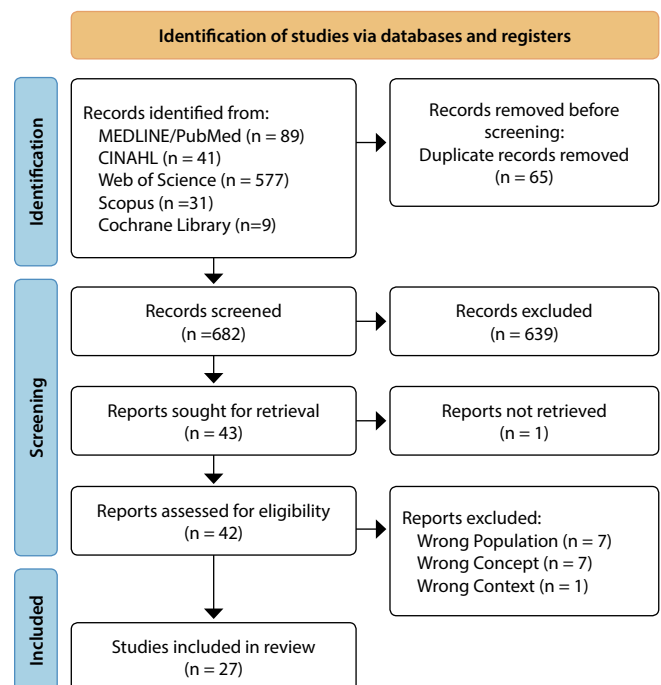 Identification of studies via databases and registers
Identification
Records identified from:
MEDLINE/PubMed (n = 89)
CINAHL (n = 41)
Web of Science (n = 577)
Scopus (n =31)
Cochrane Library (n=9)
Records removed before
screening:
Duplicate records removed
(n = 65)
Screening
Records screened
(n =682)
Records excluded
(n = 639)
Reports sought for retrieval
(n = 43)
Reports not retrieved
(n = 1)
Reports assessed for eligibility
(n = 42)
Reports excluded:
Wrong Population (n = 7)
Wrong Concept (n = 7)
Wrong Context (n = 1)
Included
Studies included in review
(n = 27)